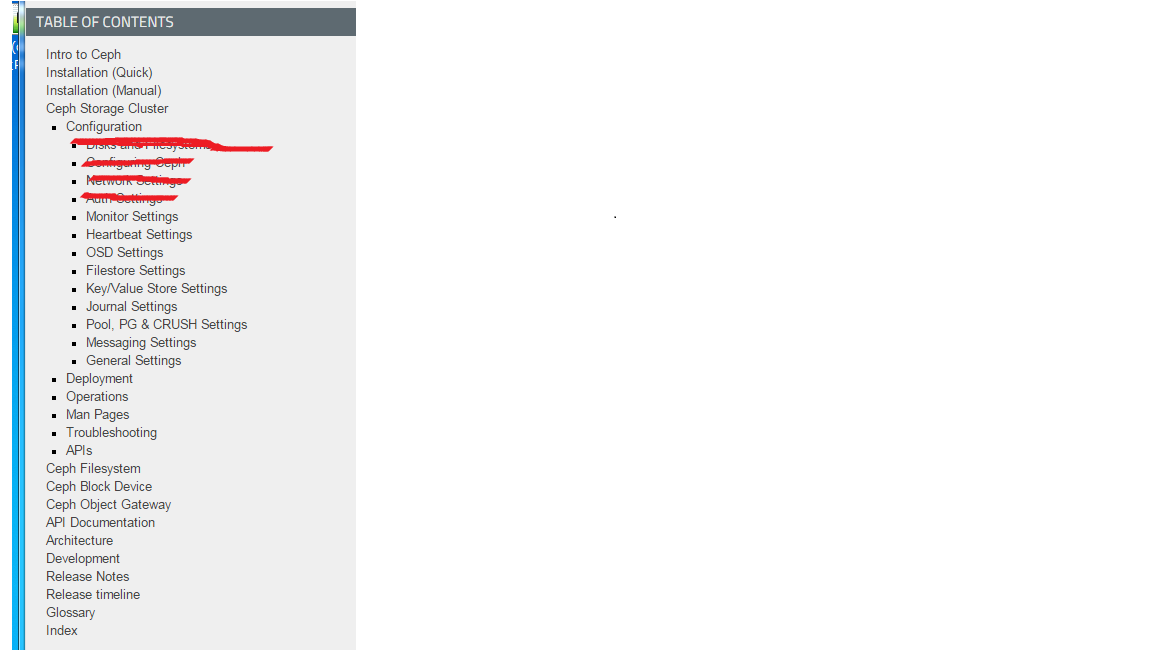 TABLE OF CONTENTS
Intro to Ceph
Installation (Quick)
Installation (Manual)
Ceph Storage Cluster
Configuration
Disks and Filesystems
Configuring Ceph
Network Settings
Auth Settings
Monitor Settings
Heartbeat Settings
OSD Settings
Filestore Settings
Key/Value Store Settings
Journal Settings
Pool, PG & CRUSH Settings
Messaging Settings
General Settings
Deployment
Operations
Man Pages
Troubleshooting
APIs
Ceph Filesystem
Ceph Block Device
Ceph Object Gateway
API Documentation
Architecture
Development
Release Notes
Release timeline
Glossary
Index